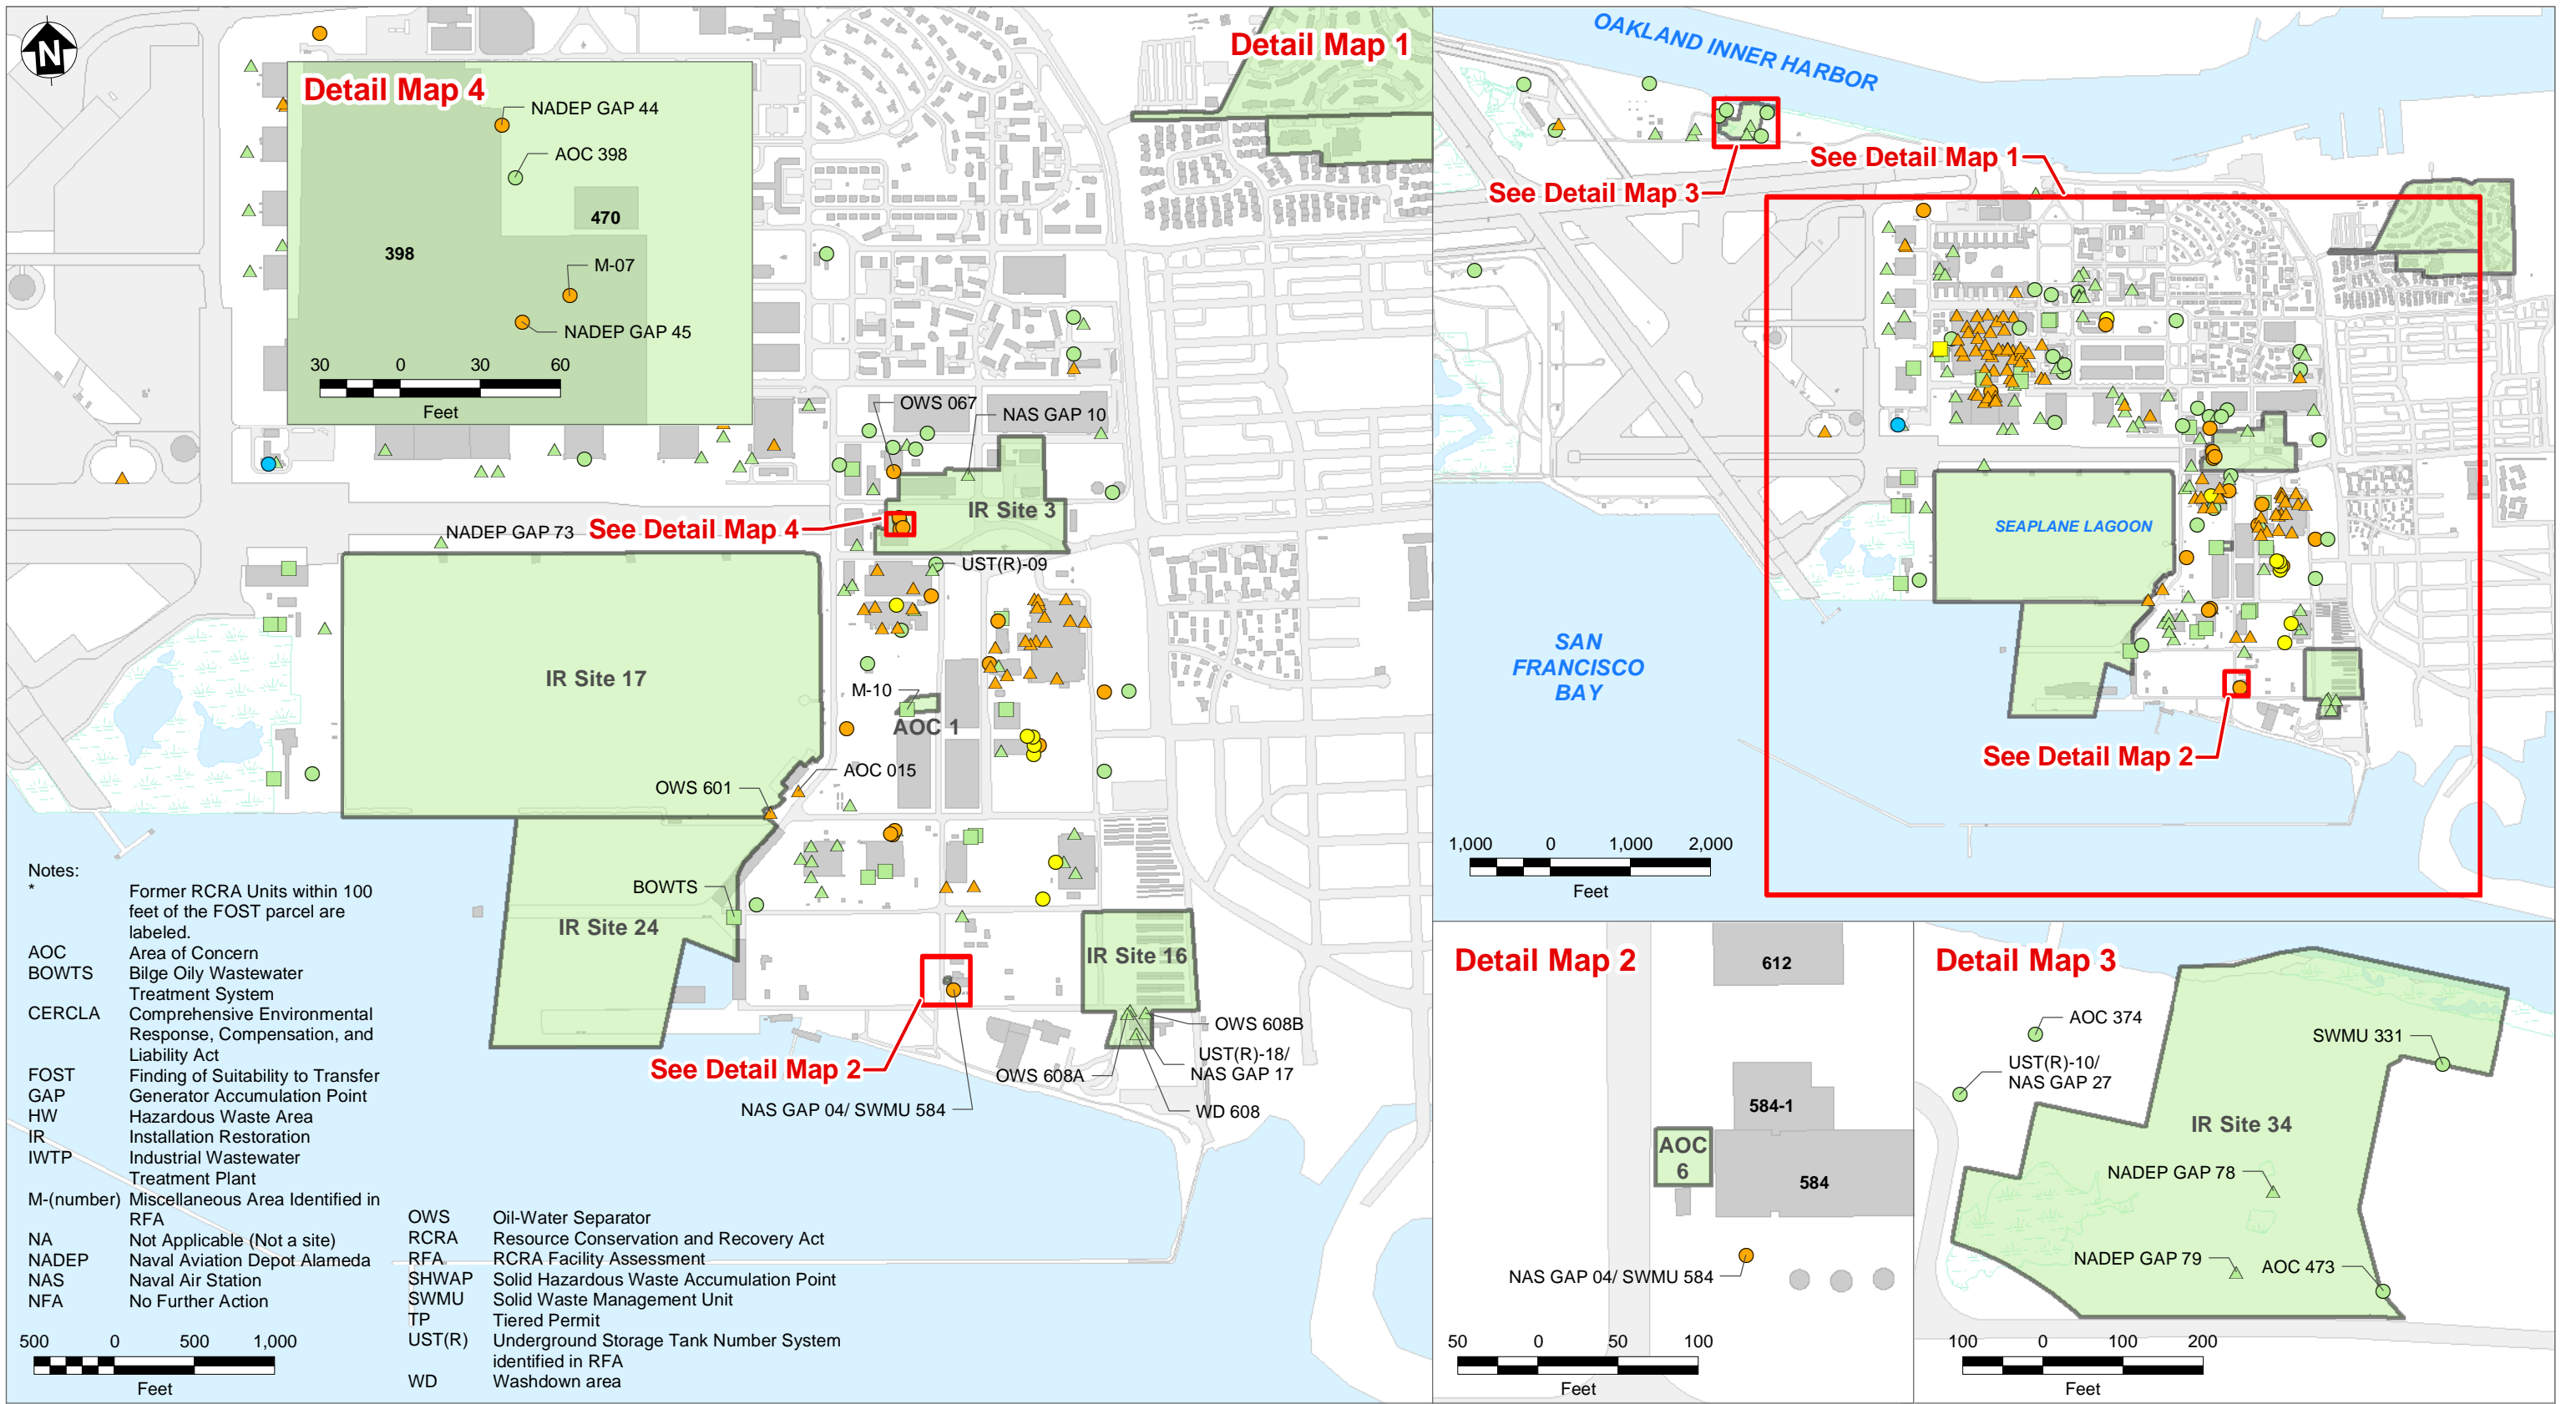 N
Detail Map 4
NADEP GAP 44
AOC 398
470
398
M-07
NADEP GAP 45
30 0 30 60
Feet
Detail Map 1
OWS 067
NAS GAP 10
IR Site 3
NADEP GAP 73
See Detail Map 4
UST(R)-09
IR Site 17
M-10
AOC 1
AOC 015
OWS 601
BOWTS
IR Site 24
IR Site 16
See Detail Map 2
OWS 608B
UST(R)-18/
NAS GAP 17
OWS 608A
WD 608
NAS GAP 04/ SWMU 584
Notes:
* Former RCRA Units within 100
feet of the FOST parcel are
labeled.
AOC Area of Concern
BOWTS Bilge Oily Wastewater
Treatment System
CERCLA Comprehensive Environmental
Response, Compensation, and
Liability Act
FOST Finding of Suitability to Transfer
GAP Generator Accumulation Point
HW Hazardous Waste Area
IR Installation Restoration
IWTP Industrial Wastewater
Treatment Plant
M-(number) Miscellaneous Area Identified in
RFA
NA Not Applicable (Not a site)
NADEP Naval Aviation Depot Alameda
NAS Naval Air Station
NFA No Further Action
OWS Oil-Water Separator
RCRA Resource Conservation and Recovery Act
RFA RCRA Facility Assessment
SHWAP Solid Hazardous Waste Accumulation Point
SWMU Solid Waste Management Unit
TP Tiered Permit
UST(R) Underground Storage Tank Number System
identified in RFA
WD Washdown area
500 0 500 1,000
Feet
OAKLAND INNER HARBOR
See Detail Map 1
See Detail Map 3
SEAPLANE LAGOON
SAN
FRANCISCO
BAY
See Detail Map 2
1,000 0 1,000 2,000
Feet
Detail Map 2
612
584-1
AOC
6
584
NAS GAP 04/ SWMU 584
50 0 50 100
Feet
Detail Map 3
AOC 374
SWMU 331
UST(R)-10/
NAS GAP 27
IR Site 34
NADEP GAP 78
NADEP GAP 79
AOC 473
100 0 100 200
Feet